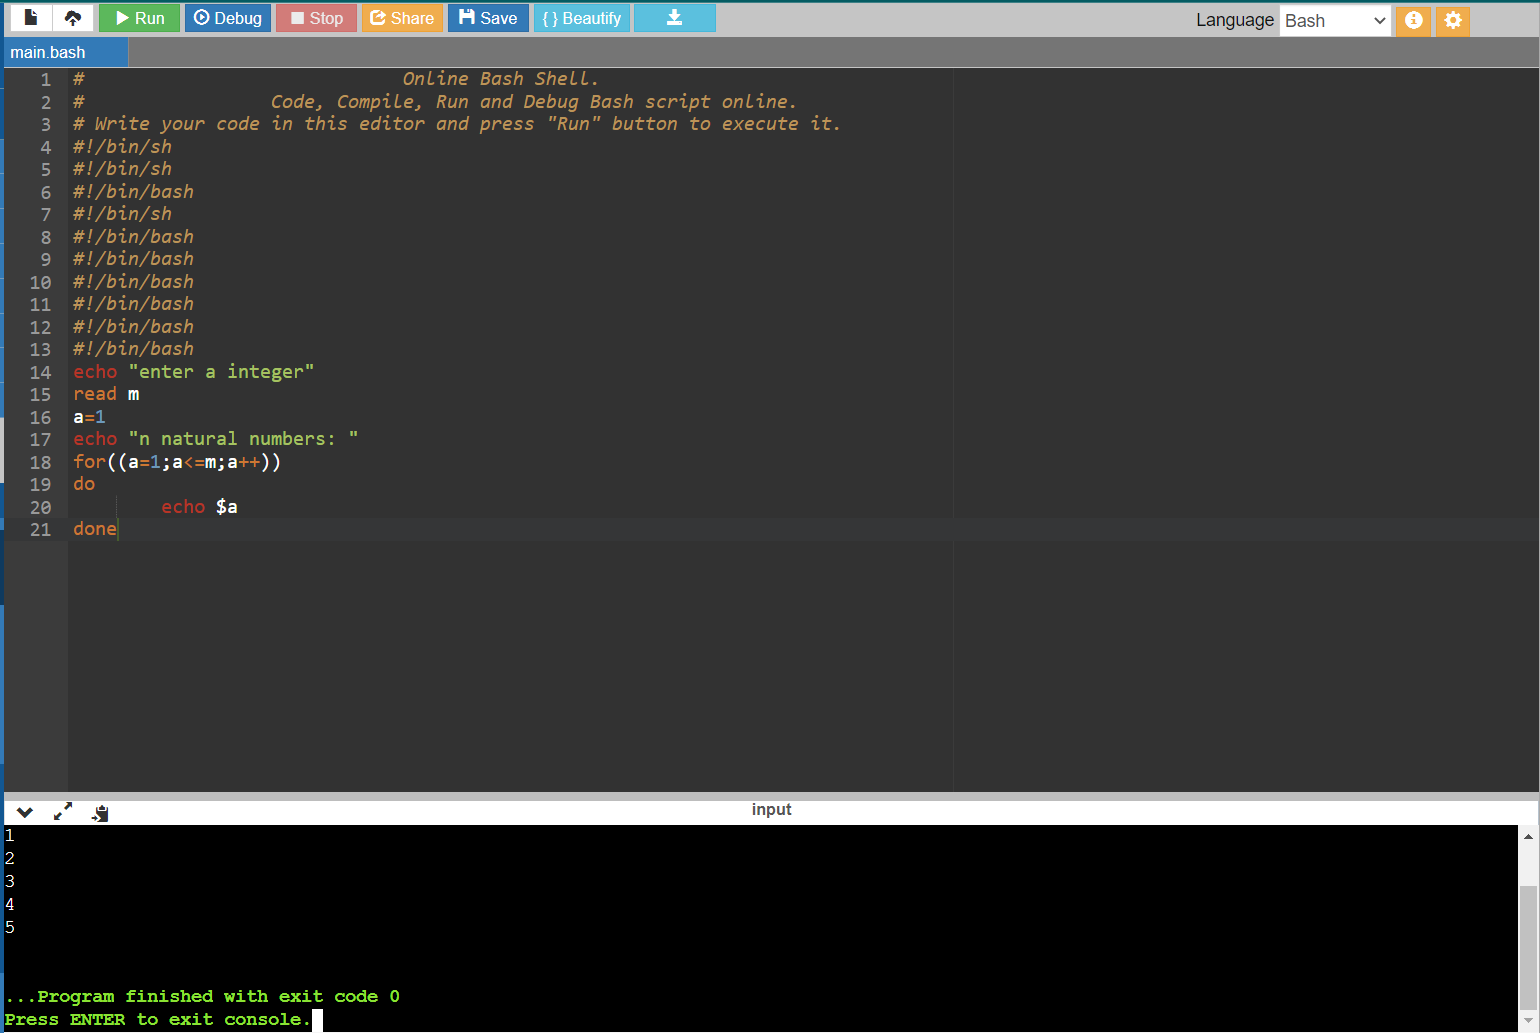 Run Debug Stop Share Save { } Beautify Language Bash
main.bash
1 # Online Bash Shell.
2 # Code, Compile, Run and Debug Bash script online.
3 # Write your code in this editor and press "Run" button to execute it.
4 #!/bin/sh
5 #!/bin/sh
6 #!/bin/bash
7 #!/bin/sh
8 #!/bin/bash
9 #!/bin/bash
10 #!/bin/bash
11 #!/bin/bash
12 #!/bin/bash
13 #!/bin/bash
14 echo "enter a integer"
15 read m
16 a=1
17 echo "n natural numbers: "
18 for((a=1;a<=m;a++))
19 do
20 echo $a
21 done
input
1
2
3
4
5
...Program finished with exit code 0
Press ENTER to exit console.